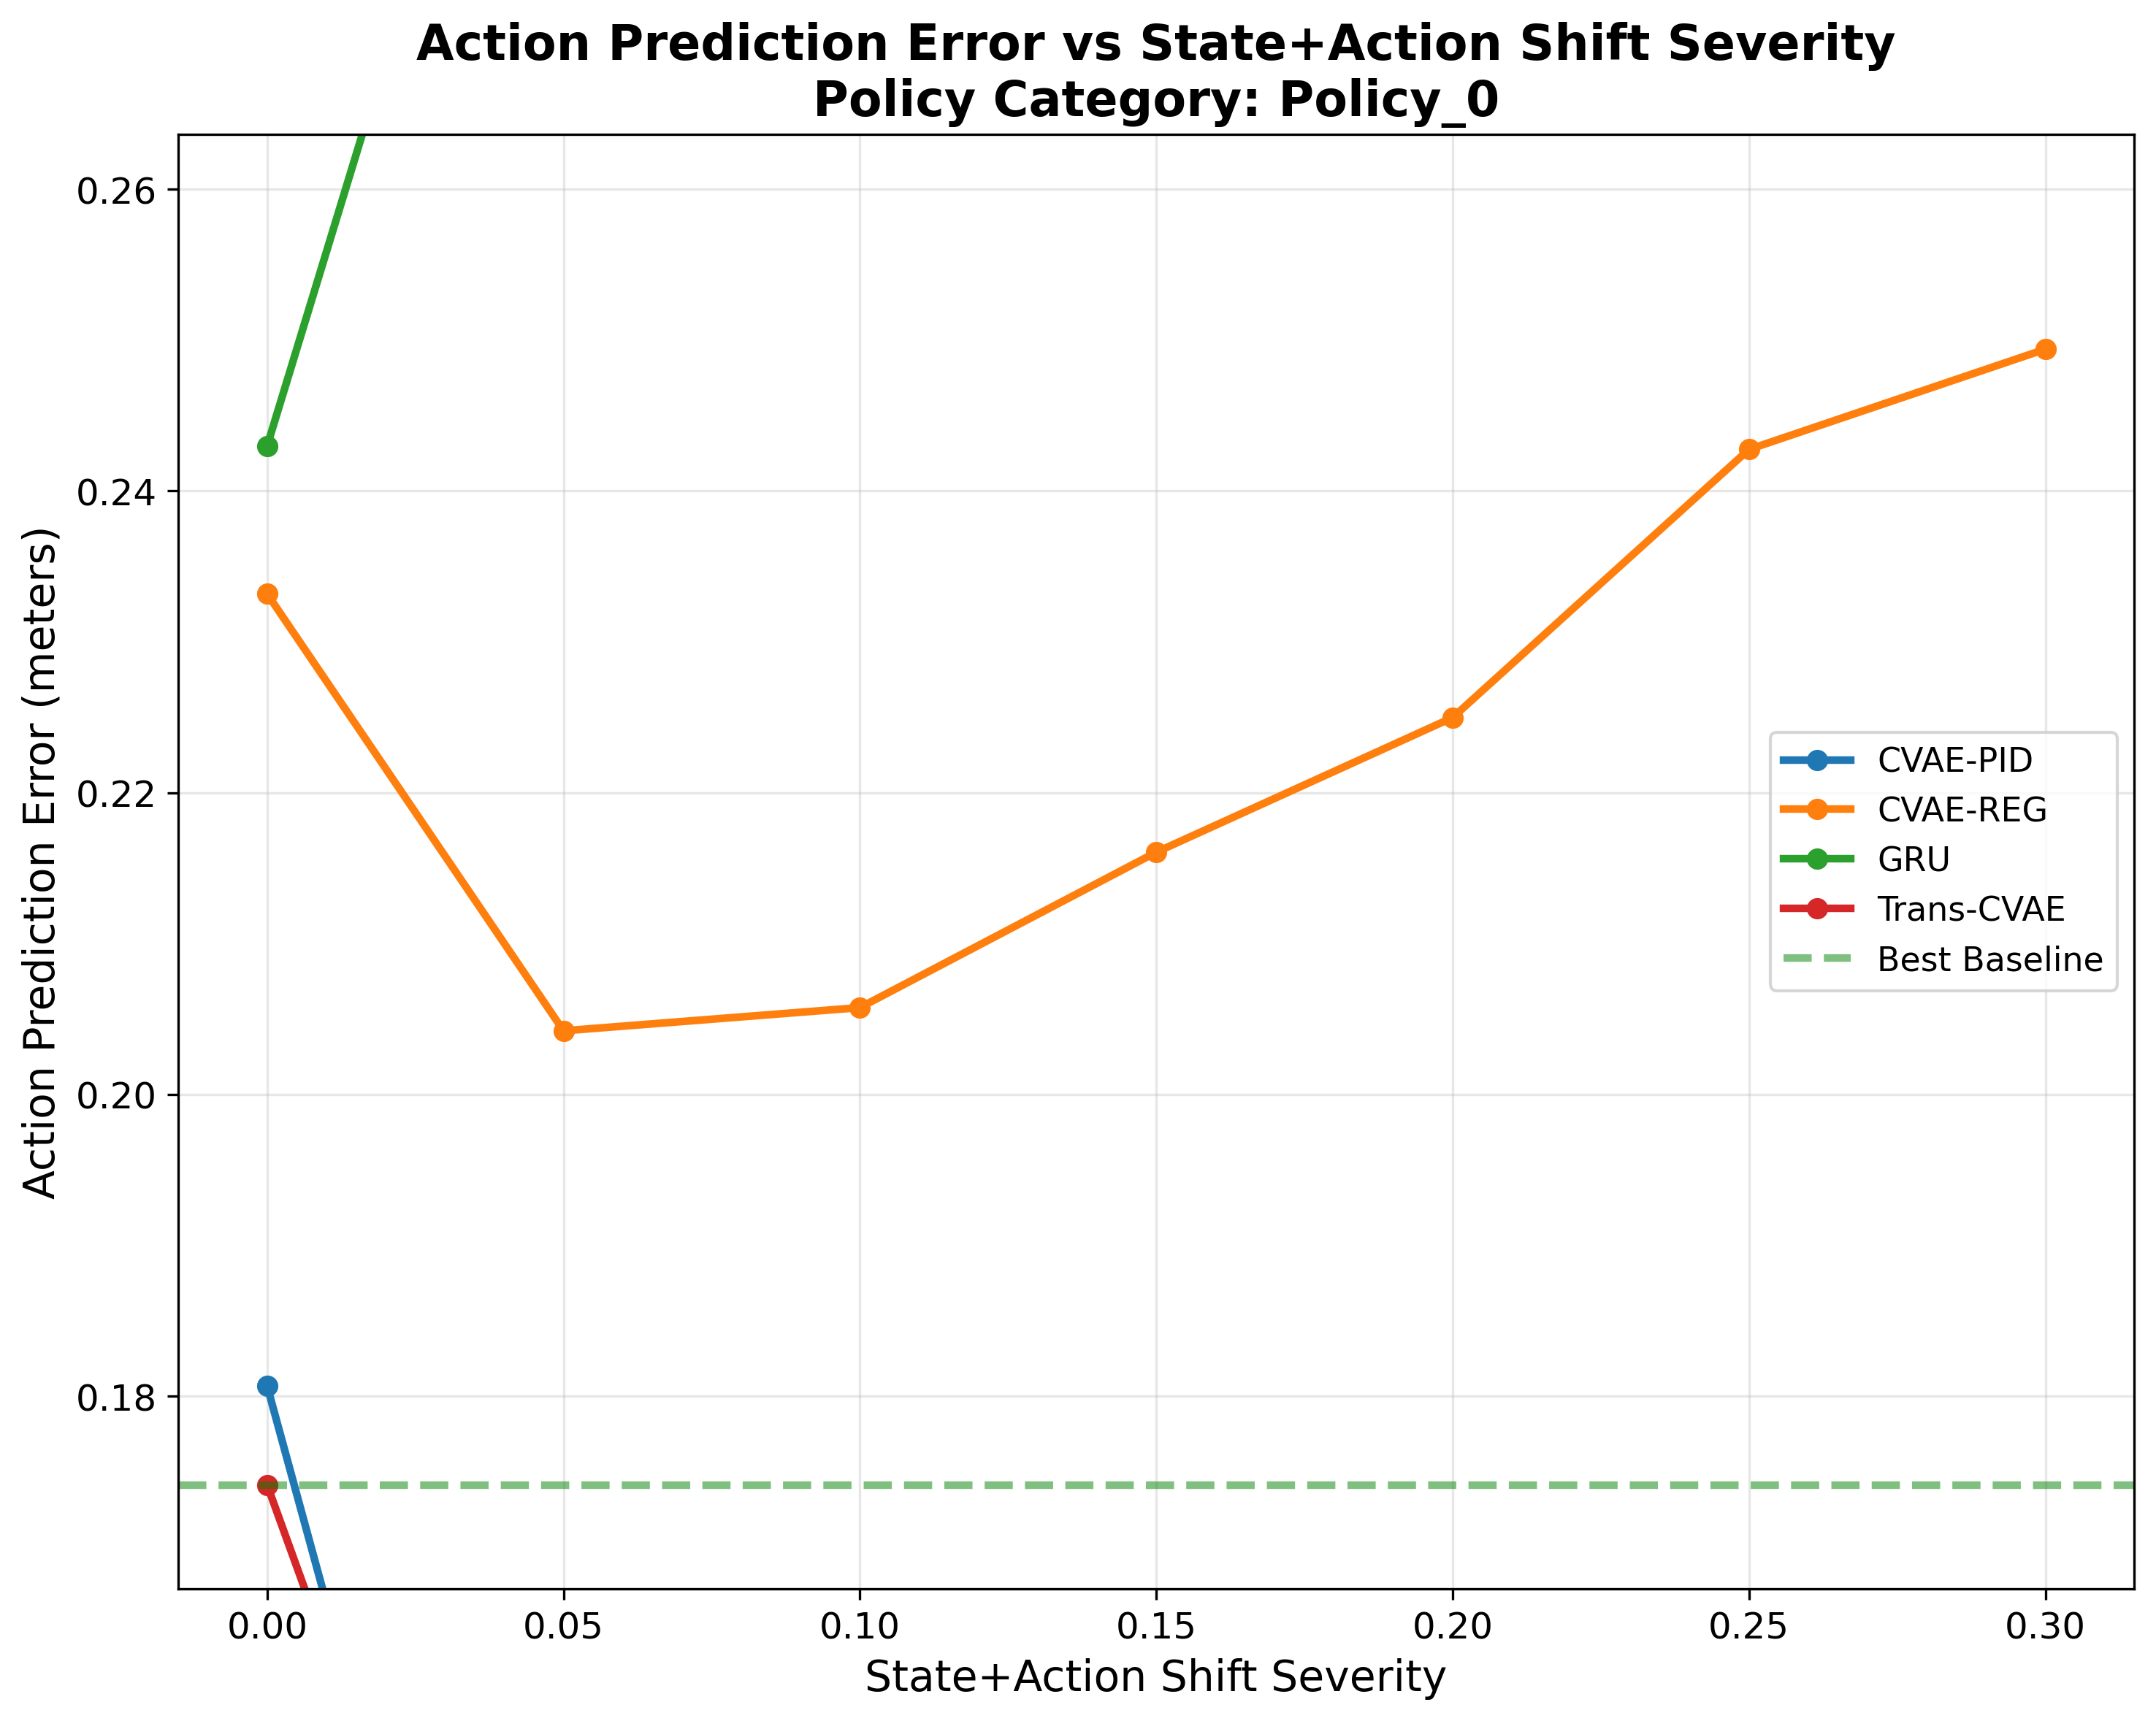 Action Prediction Error vs State+Action Shift Severity
Policy Category: Policy_0
Action Prediction Error (meters)
0.26
0.24
0.22
0.20
0.18
CVAE-PID
CVAE-REG
GRU
Trans-CVAE
Best Baseline
0.00 0.05 0.10 0.15 0.20 0.25 0.30
State+Action Shift Severity